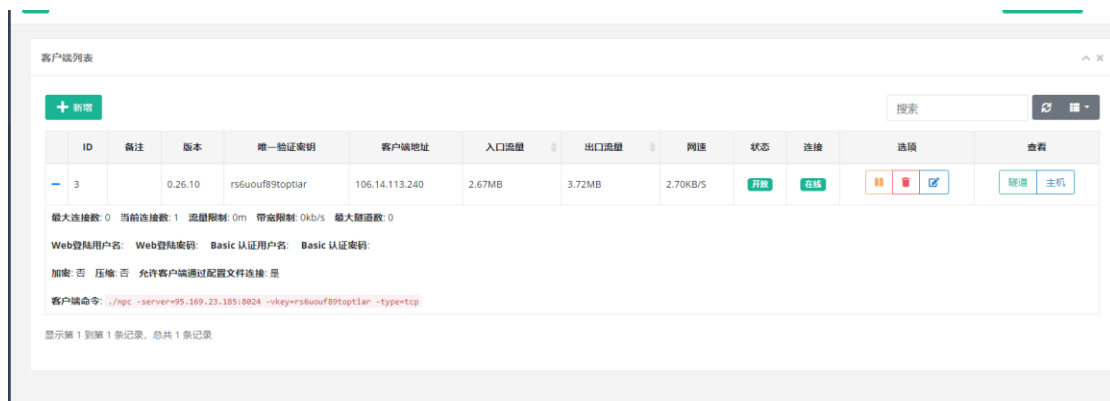 客户端列表
新增
搜索
ID 备注 版本 唯一验证密钥 客户端地址 入口流量 出口流量 网速 状态 连接 选项 查看
3 0.26.10 rs6uouf89toptiar 106.14.113.240 2.67MB 3.72MB 2.70KB/S 开放 在线 隧道 主机
最大连接数: 0 当前连接数: 1 流量限制: 0m 带宽限制: 0kb/s 最大隧道数: 0
Web登陆用户名: Web登陆密码: Basic 认证用户名: Basic 认证密码:
加密: 否 压缩: 否 允许客户端通过配置文件连接: 是
客户端命令: ./npc -server=95.169.23.185:8024 -vkey=rs6uouf89toptiar -type=tcp
显示第 1 到第 1 条记录，总共 1 条记录